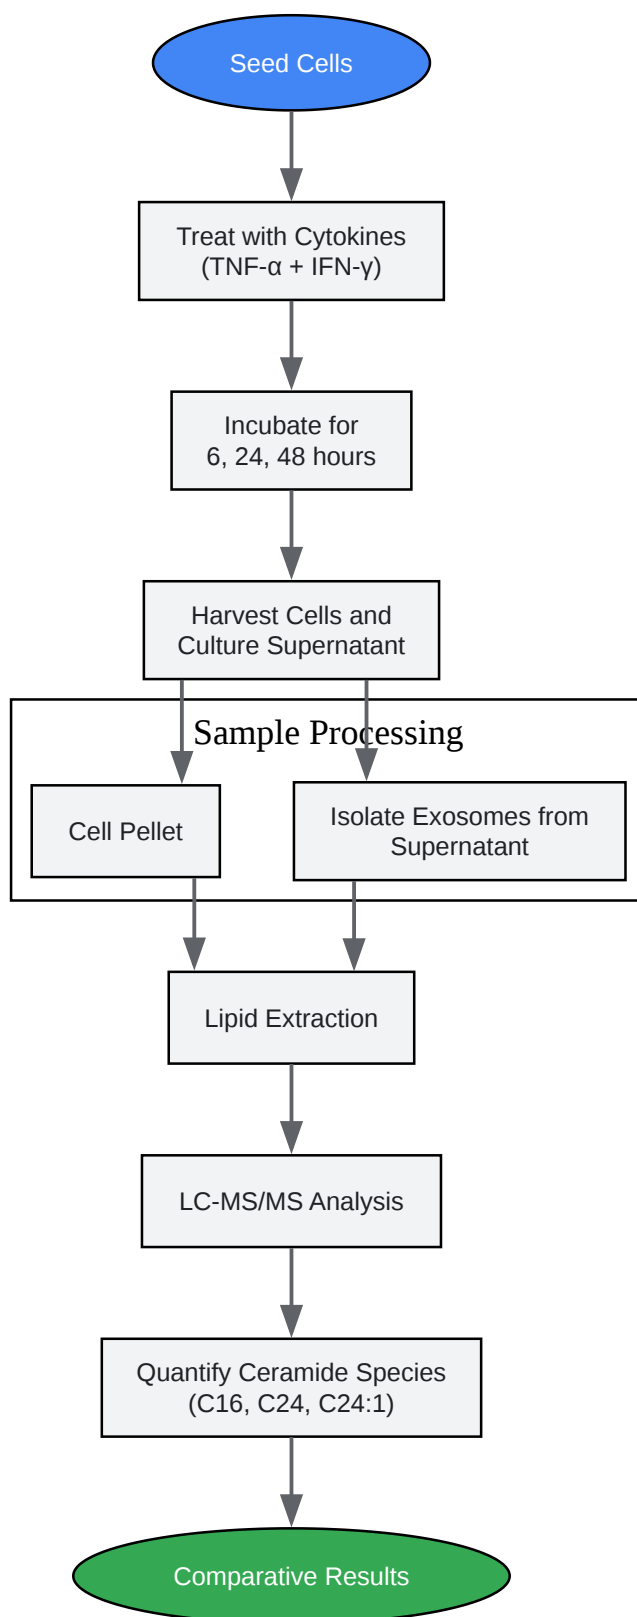 Seed Cells
Treat with Cytokines
(TNF-α + IFN-γ)
Incubate for
6, 24, 48 hours
Harvest Cells and
Culture Supernatant
Sample Processing
Cell Pellet
Isolate Exosomes from
Supernatant
Lipid Extraction
LC-MS/MS Analysis
Quantify Ceramide Species
(C16, C24, C24:1)
Comparative Results